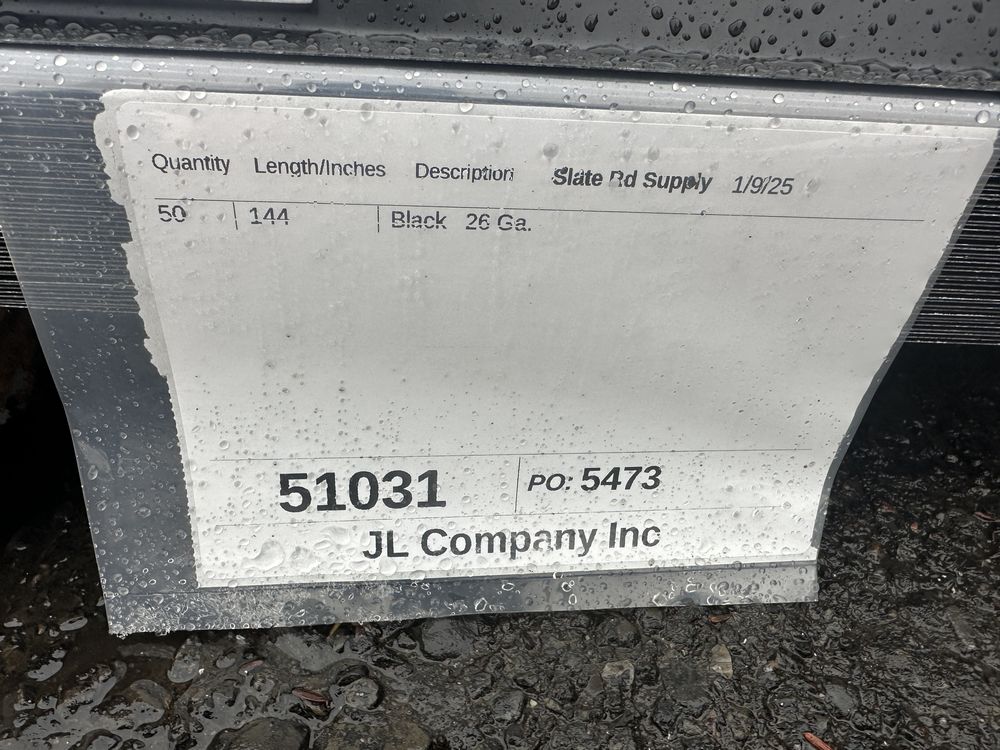 Quantity Length/Inches Description Slate Rd Supply 1/9/25
50 144 Black 26 Ga.
51031 PO: 5473
JL Company Inc